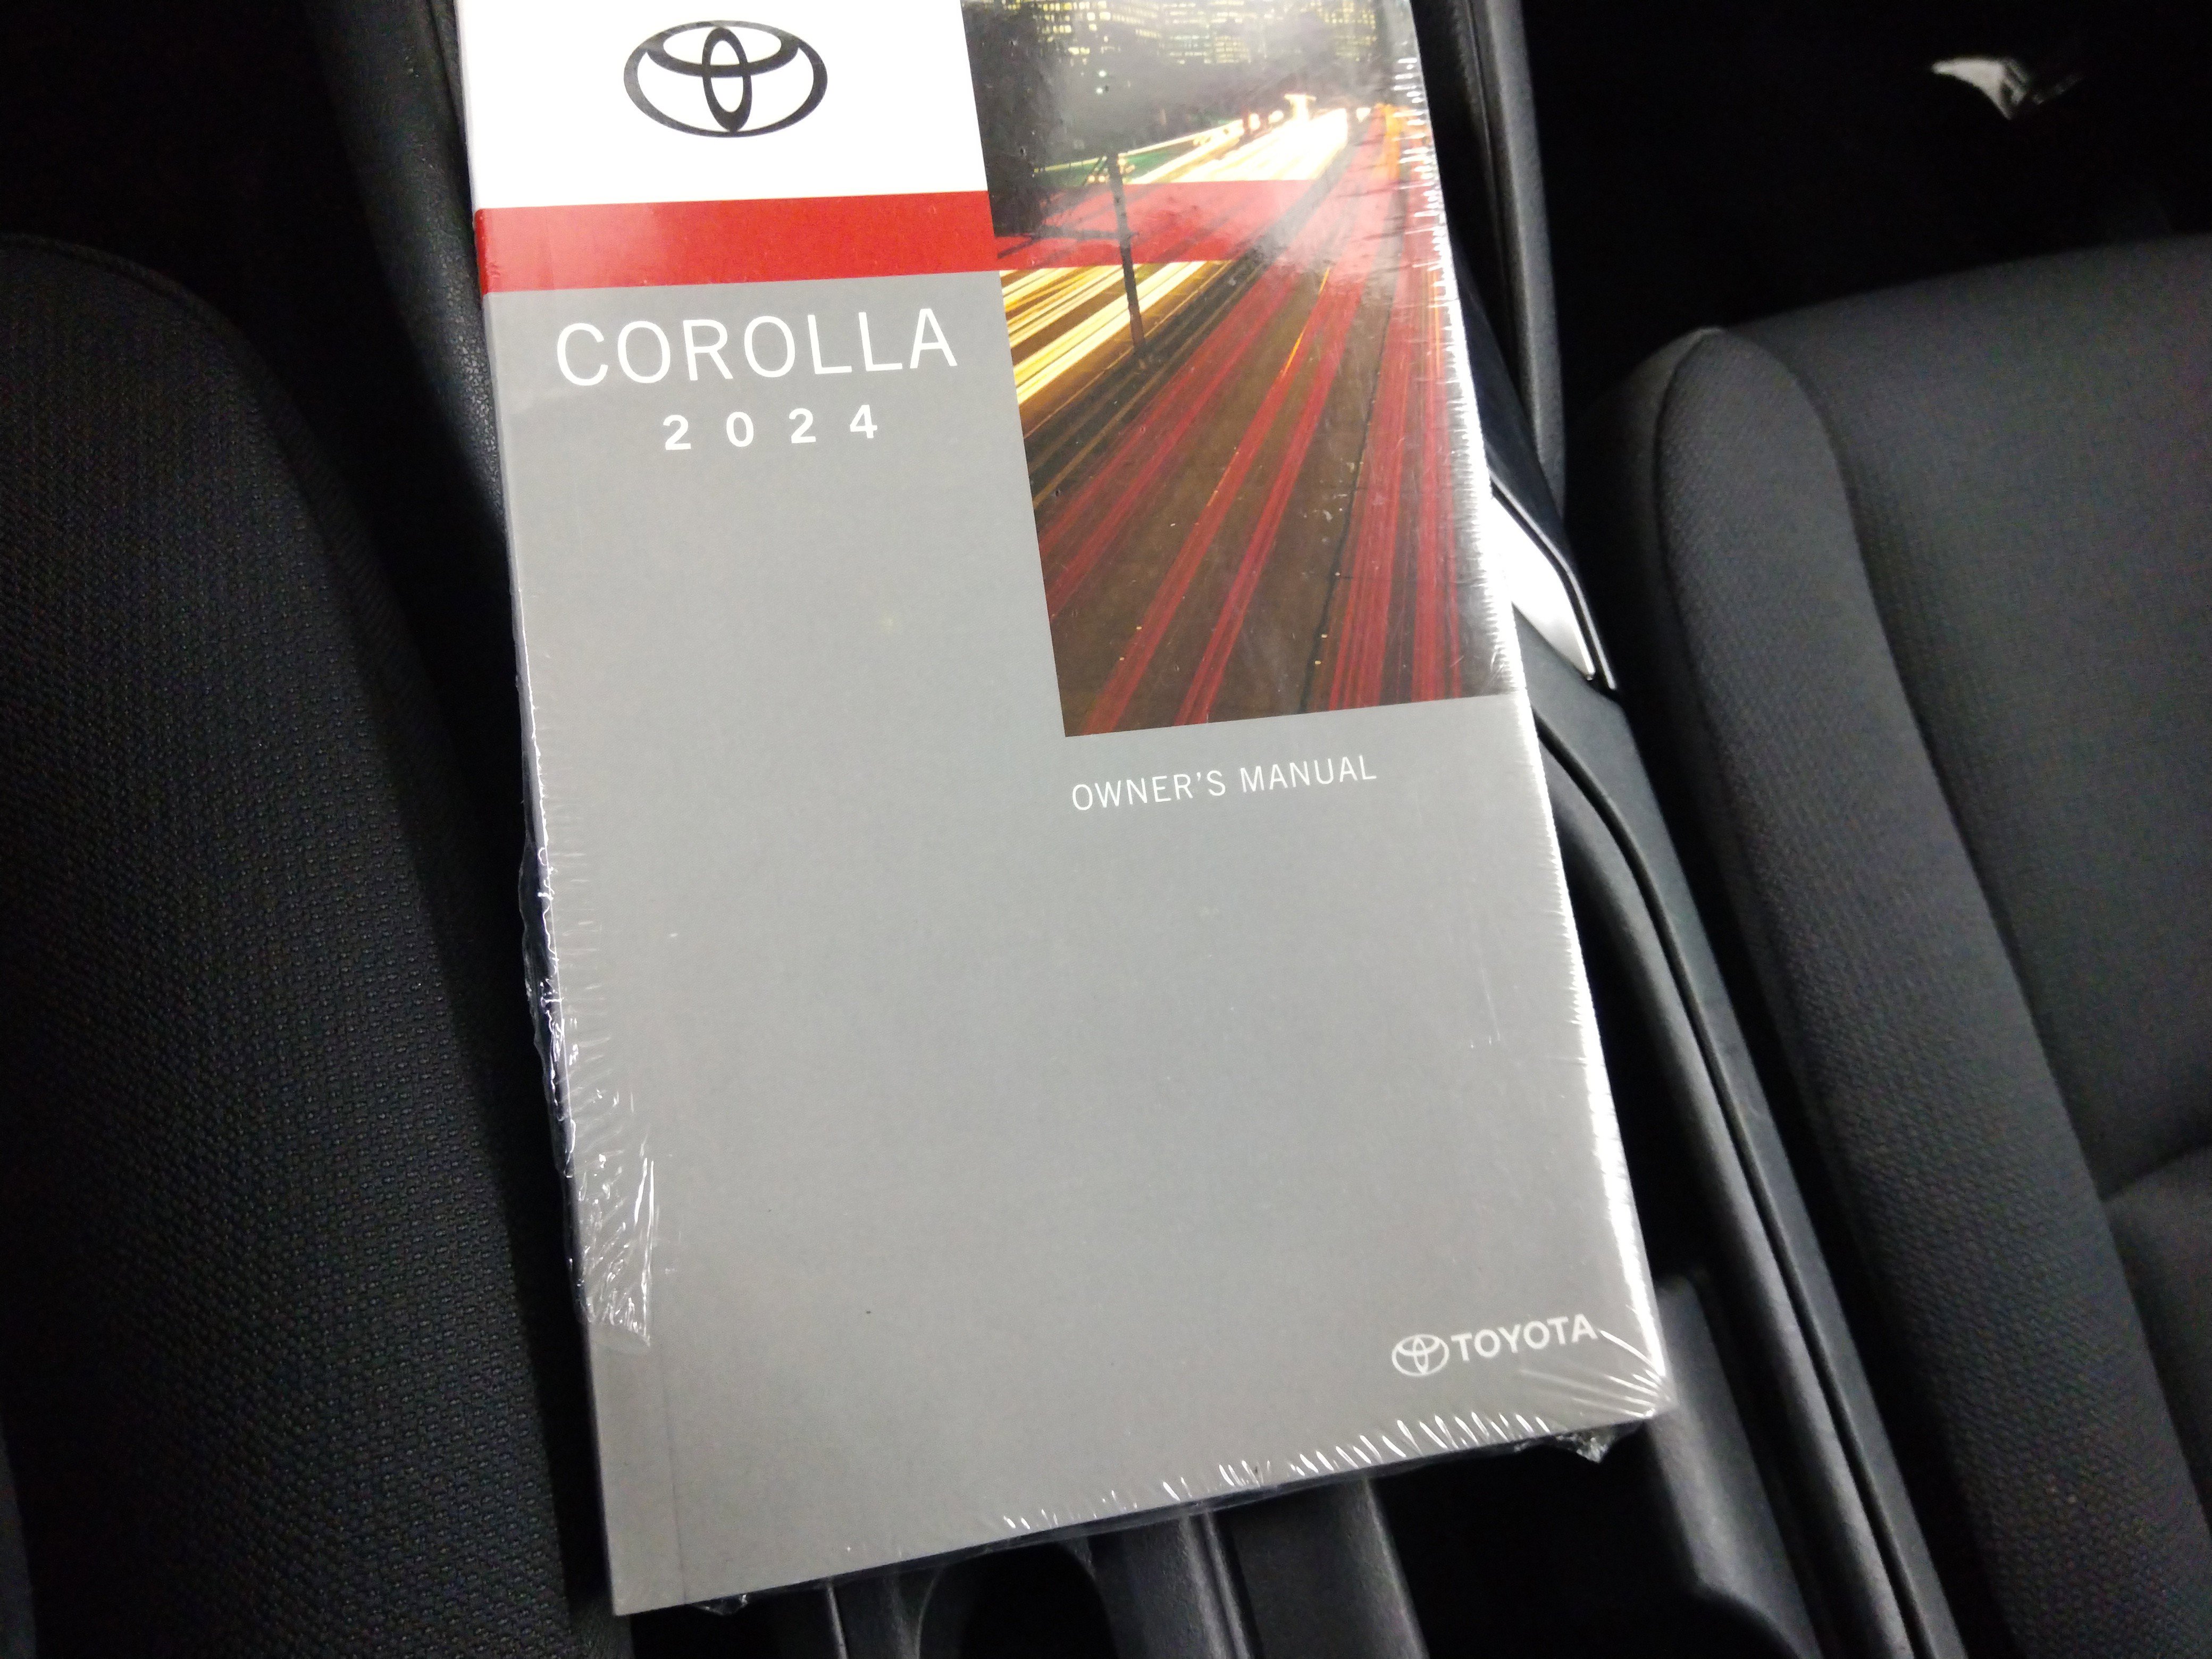 COROLLA
2024
OWNER'S MANUAL
TOYOTA